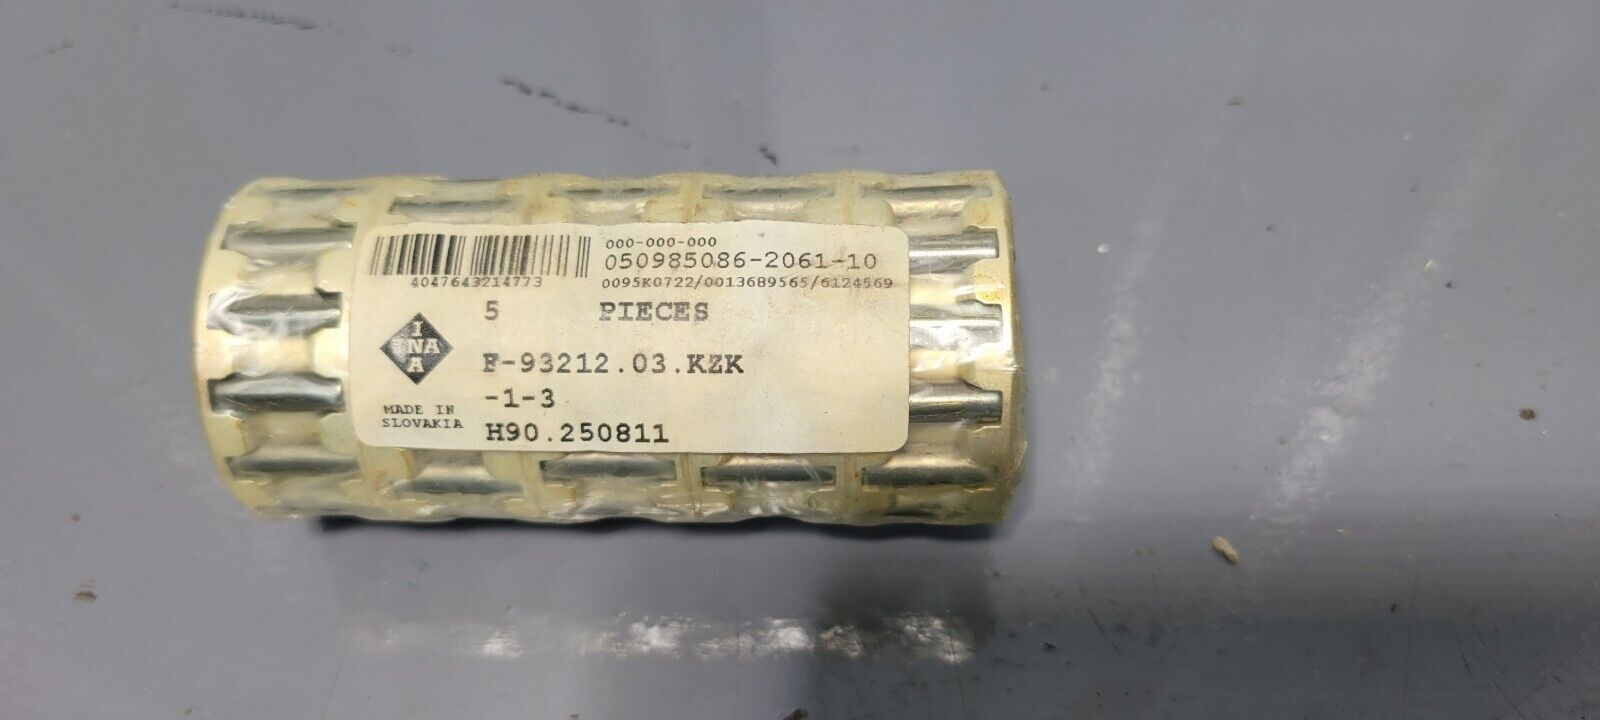 000-000-000
050985086-2061-10
4047643214773
0095K0722/0013689565/6124569
5 PIECES
INA
F-93212.03.KZK
-1-3
MADE IN
SLOVAKIA
H90.250811